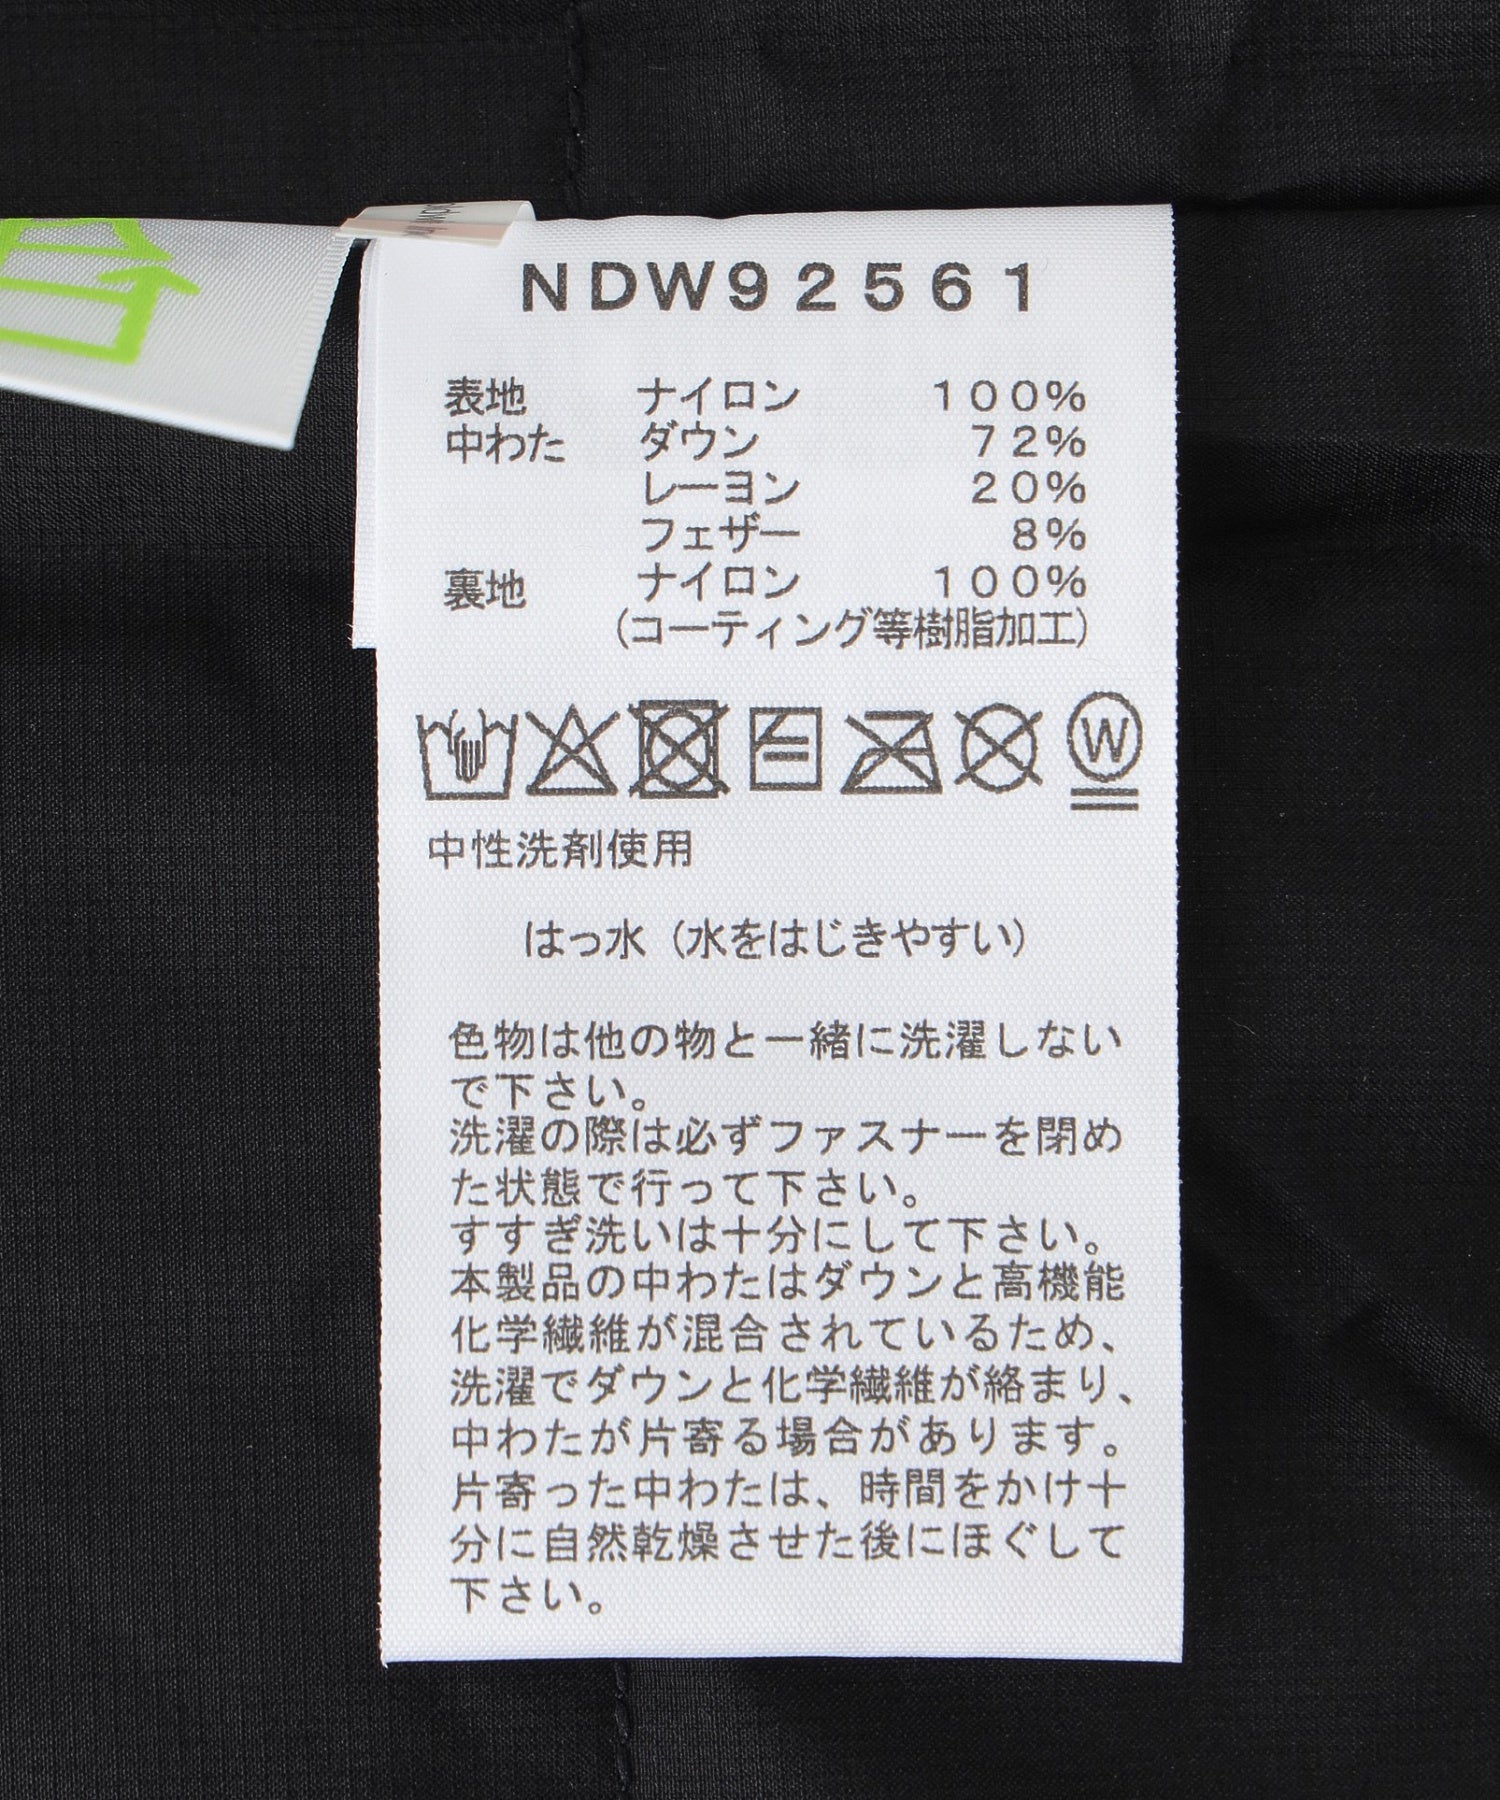 NDW92561
表地 ナイロン 100%
中わた ダウン 72%
レーヨン 20%
フェザー 8%
裏地 ナイロン 100%
(コーティング等樹脂加工)
W
中性洗剤使用
はっ水(水をはじきやすい)
色物は他の物と一緒に洗濯しない
で下さい。
洗濯の際は必ずファスナーを閉め
た状態で行って下さい。
すすぎ洗いは十分にして下さい。
本製品の中わたはダウンと高機能
化学繊維が混合されているため、
洗濯でダウンと化学繊維が絡まり、
中わたが片寄る場合があります。
片寄った中わたは、時間をかけ十
分に自然乾燥させた後にほぐして
下さい。